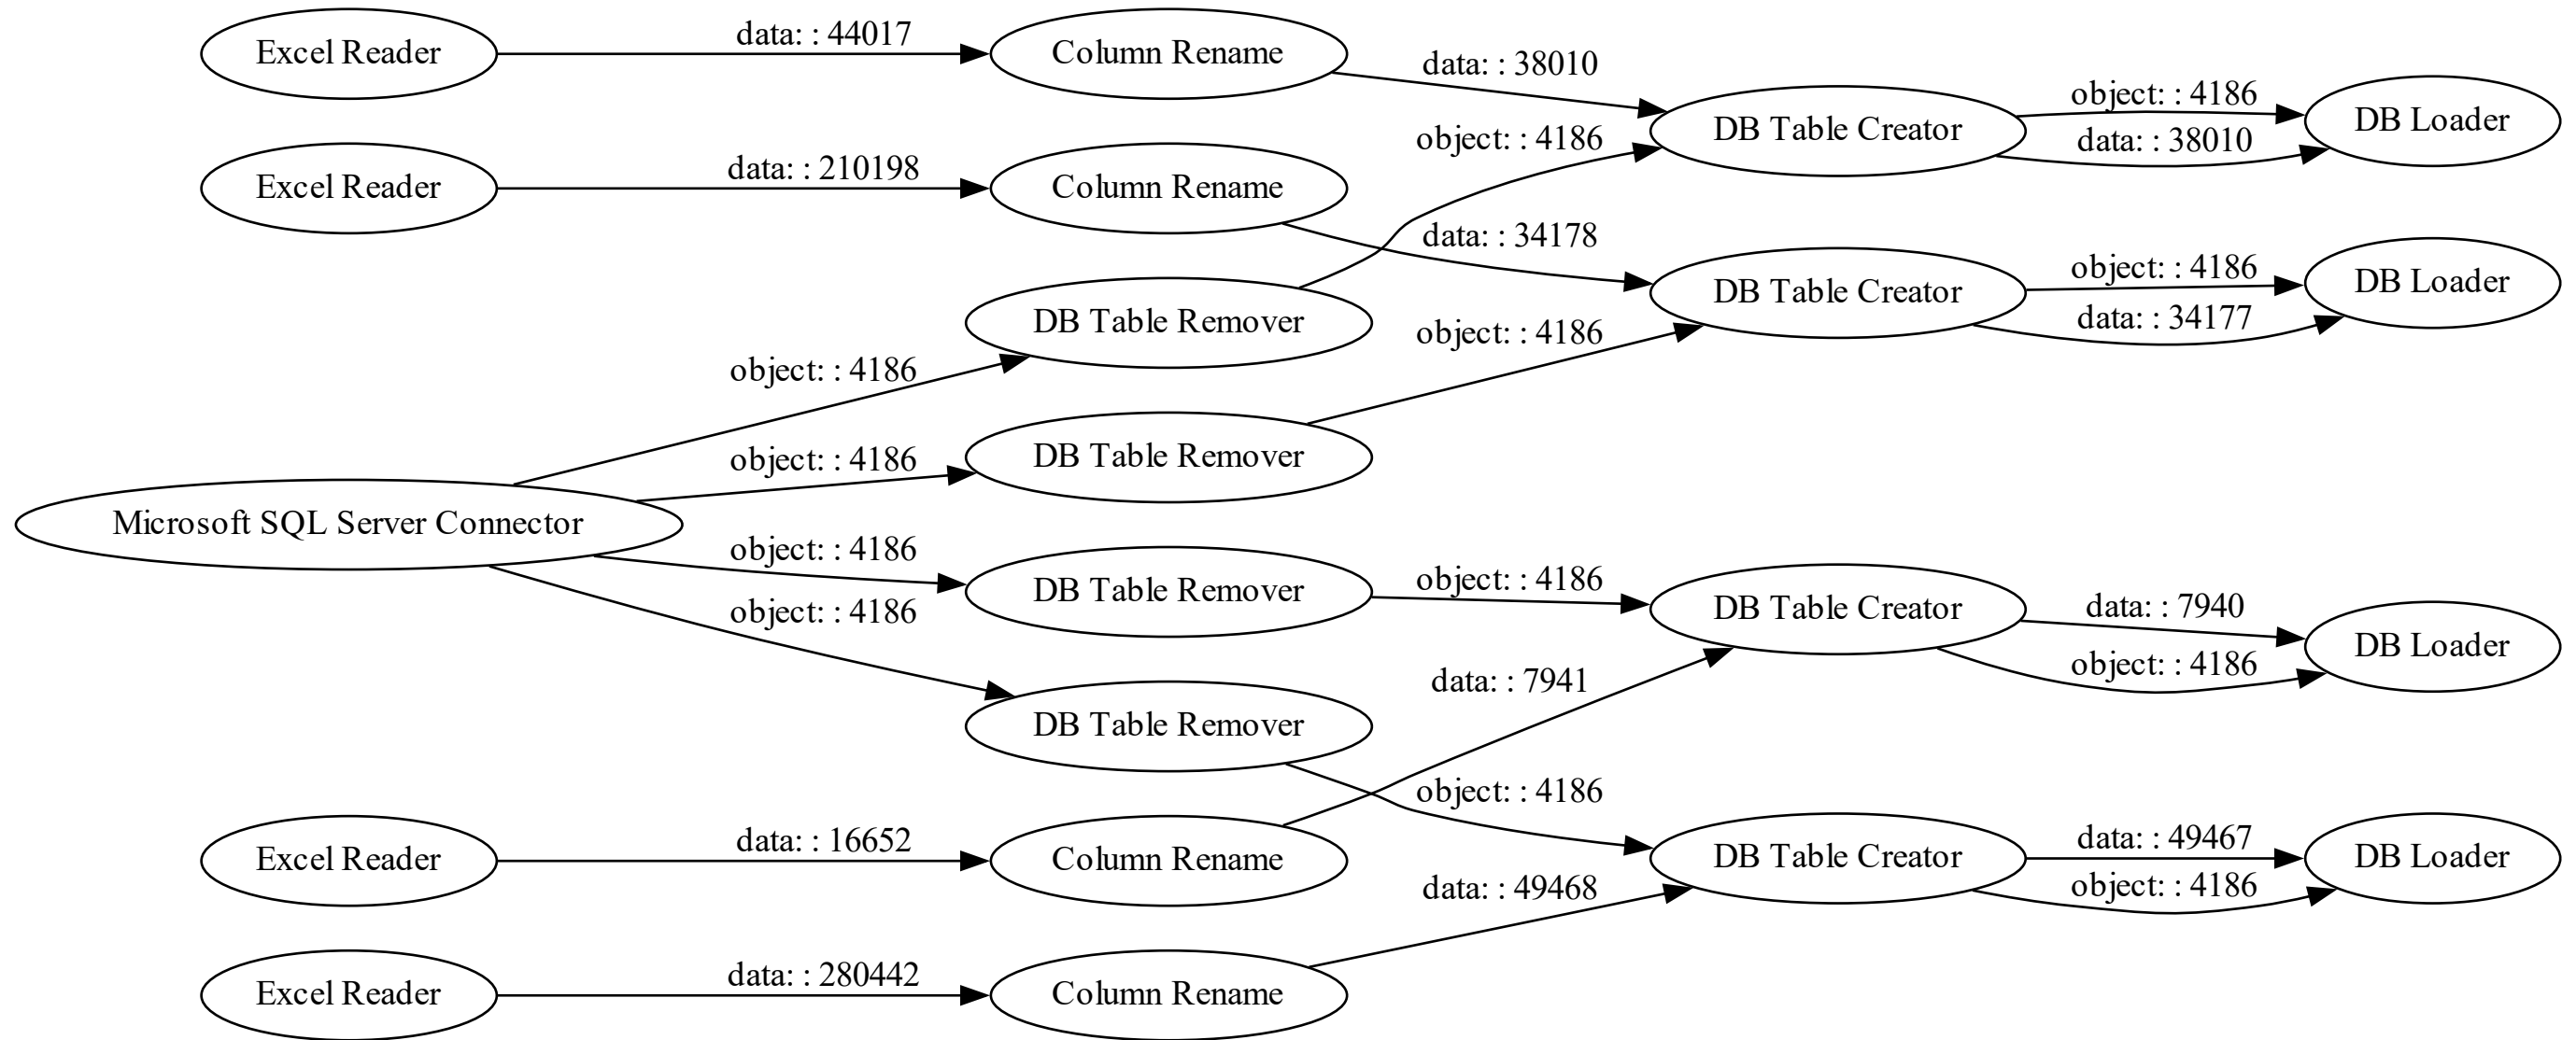 Excel Reader
data: : 44017
Column Rename
data: : 38010
DB Table Creator
object: : 4186
data: : 38010
DB Loader
Excel Reader
data: : 210198
Column Rename
object: : 4186
data: : 34178
DB Table Creator
object: : 4186
data: : 34177
DB Loader
DB Table Remover
object: : 4186
object: : 4186
DB Table Remover
object: : 4186
Microsoft SQL Server Connector
object: : 4186
DB Table Remover
object: : 4186
DB Table Creator
data: : 7940
object: : 4186
DB Loader
object: : 4186
DB Table Remover
data: : 7941
object: : 4186
Excel Reader
data: : 16652
Column Rename
DB Table Creator
data: : 49467
object: : 4186
DB Loader
data: : 49468
Excel Reader
data: : 280442
Column Rename